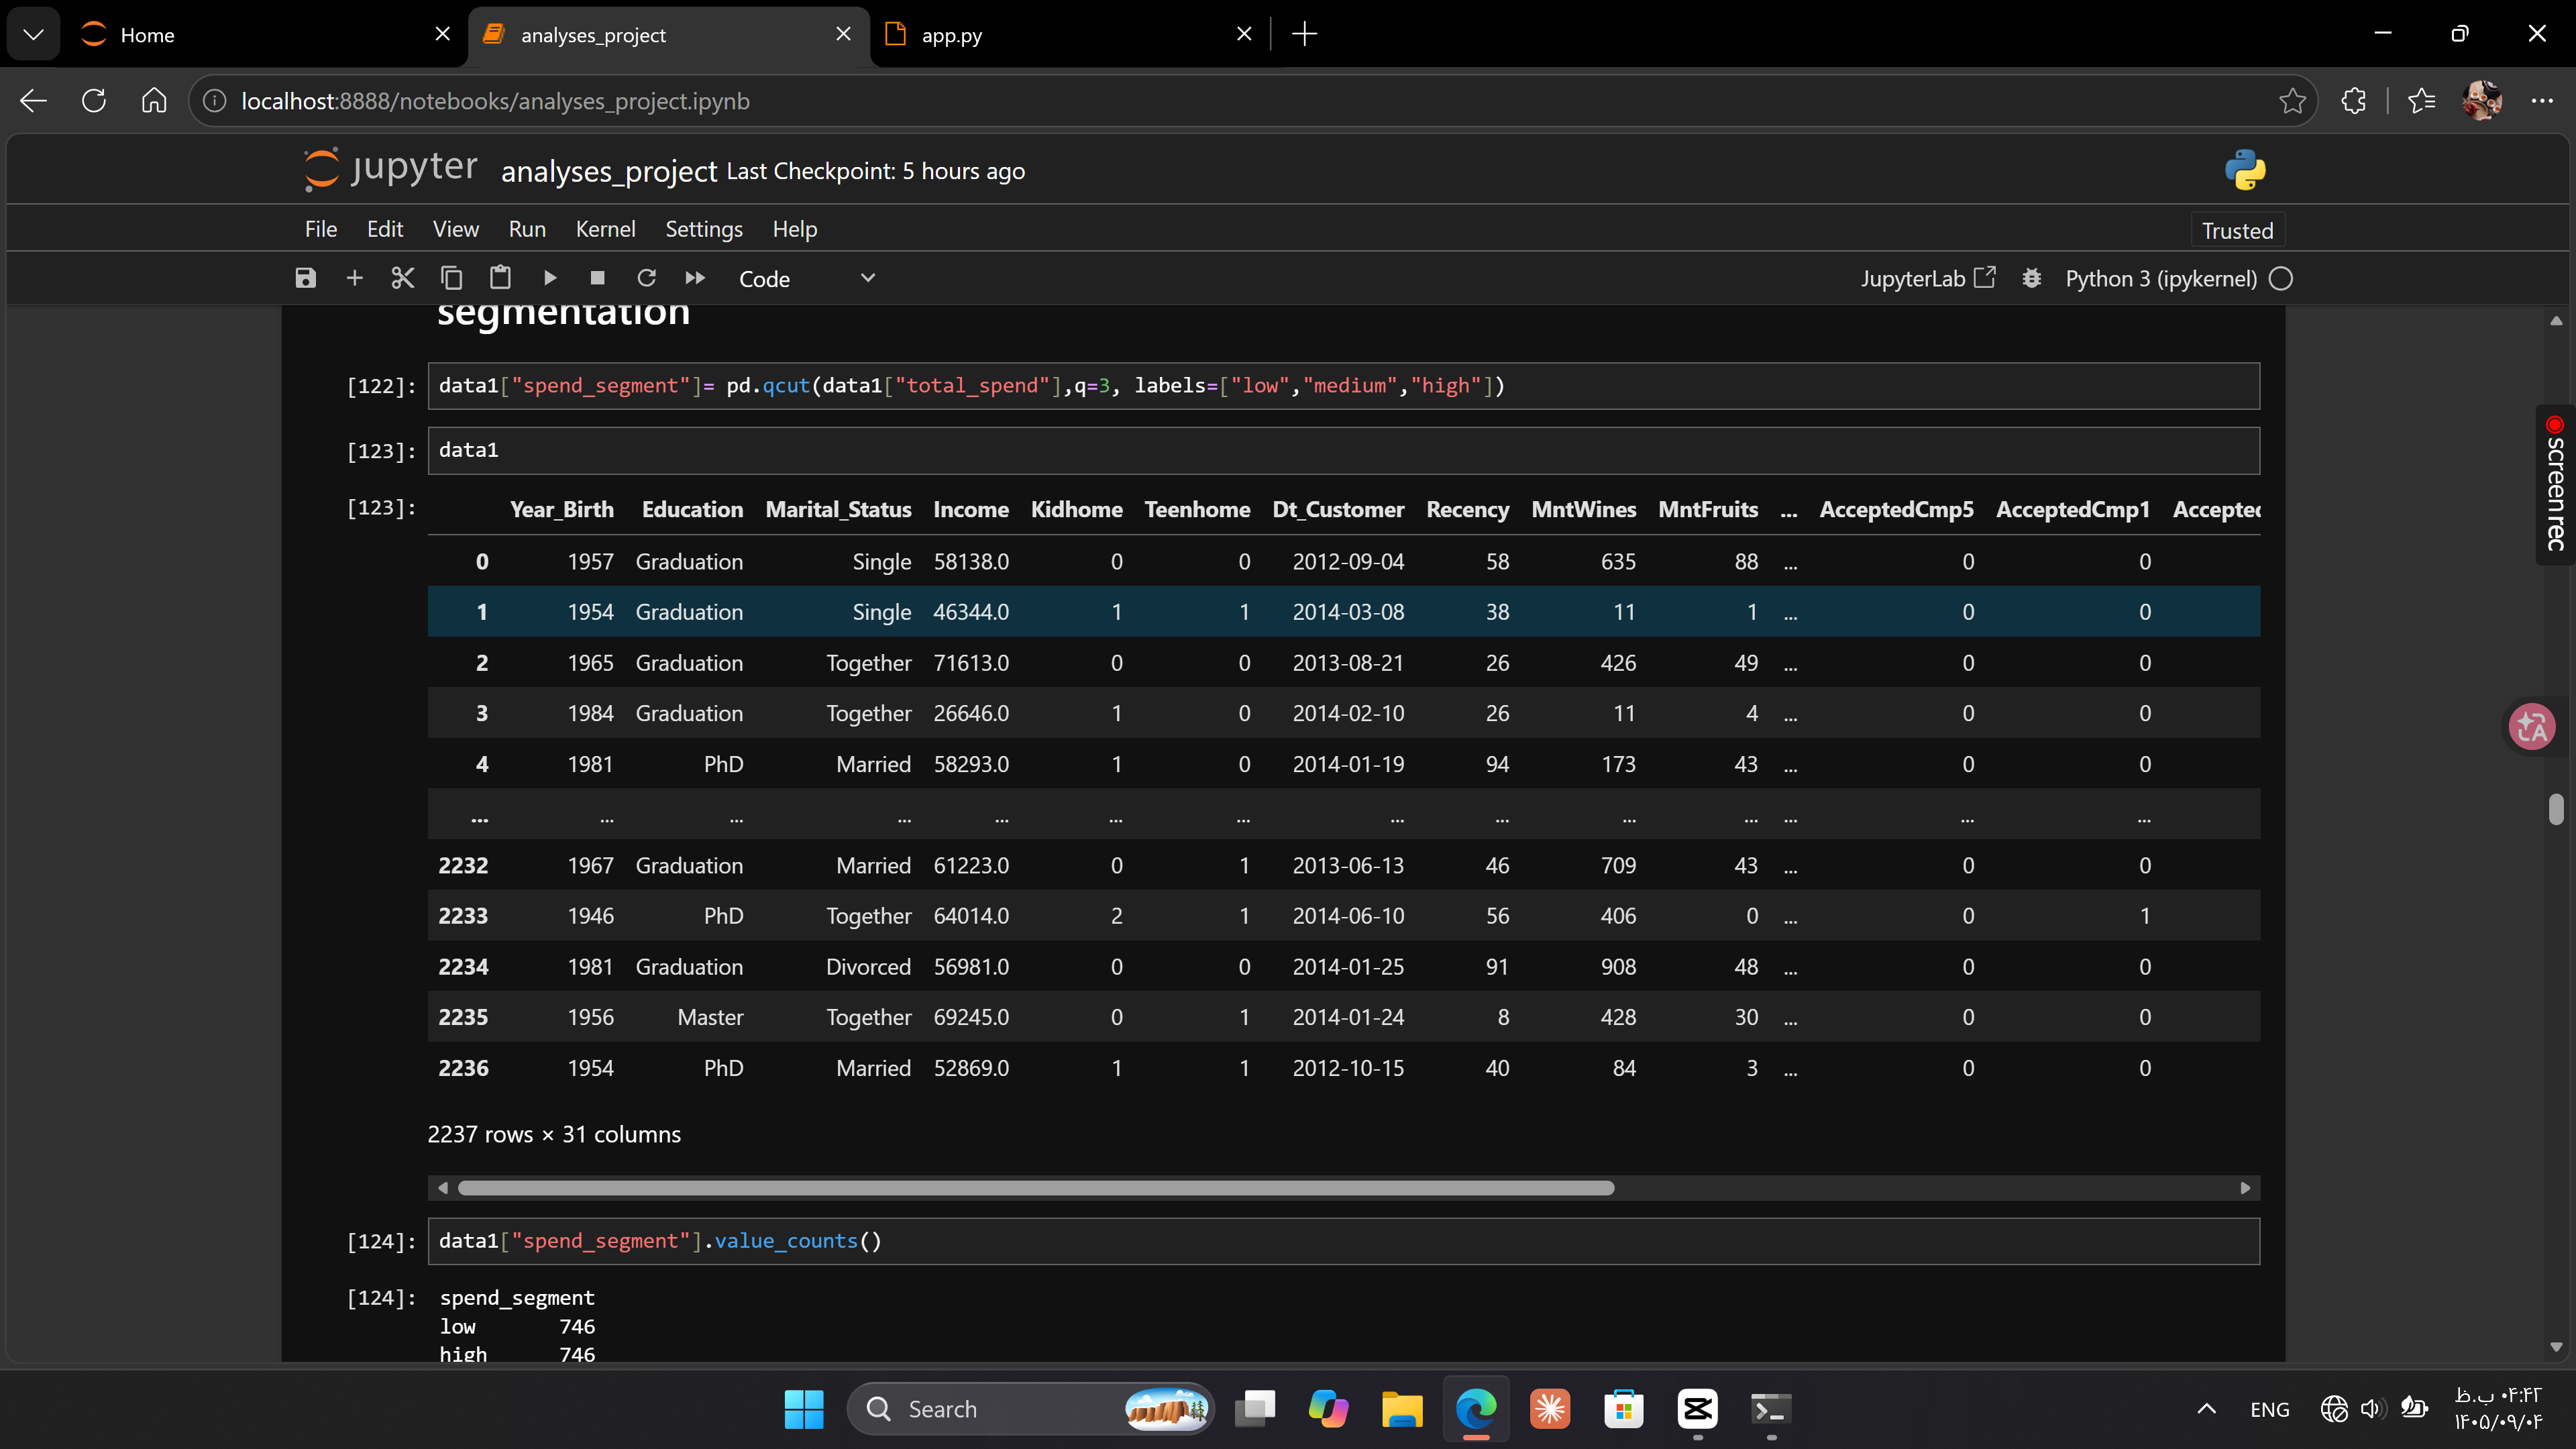 Home
analyses_project
app.py
localhost:8888/notebooks/analyses_project.ipynb
jupyter analyses_project Last Checkpoint: 5 hours ago
File Edit View Run Kernel Settings Help
Trusted
Code
JupyterLab
Python 3 (ipykernel)
segmentation
[122]: data1["spend_segment"]= pd.qcut(data1["total_spend"],q=3, labels=["low","medium","high"])
[123]: data1
[123]:
Year_Birth Education Marital_Status Income Kidhome Teenhome Dt_Customer Recency MntWines MntFruits ... AcceptedCmp5 AcceptedCmp1 Accepted
0 1957 Graduation Single 58138.0 0 0 2012-09-04 58 635 88 ... 0 0
1 1954 Graduation Single 46344.0 1 1 2014-03-08 38 11 1 ... 0 0
2 1965 Graduation Together 71613.0 0 0 2013-08-21 26 426 49 ... 0 0
3 1984 Graduation Together 26646.0 1 0 2014-02-10 26 11 4 ... 0 0
4 1981 PhD Married 58293.0 1 0 2014-01-19 94 173 43 ... 0 0
... ... ... ... ... ... ... ... ... ... ... ... ... ...
2232 1967 Graduation Married 61223.0 0 1 2013-06-13 46 709 43 ... 0 0
2233 1946 PhD Together 64014.0 2 1 2014-06-10 56 406 0 ... 0 1
2234 1981 Graduation Divorced 56981.0 0 0 2014-01-25 91 908 48 ... 0 0
2235 1956 Master Together 69245.0 0 1 2014-01-24 8 428 30 ... 0 0
2236 1954 PhD Married 52869.0 1 1 2012-10-15 40 84 3 ... 0 0
2237 rows × 31 columns
[124]: data1["spend_segment"].value_counts()
[124]: spend_segment
low 746
high 746
screen rec
Search
ENG
۰۴:۴۲ ب.ظ
۱۴۰۵/۰۹/۰۴